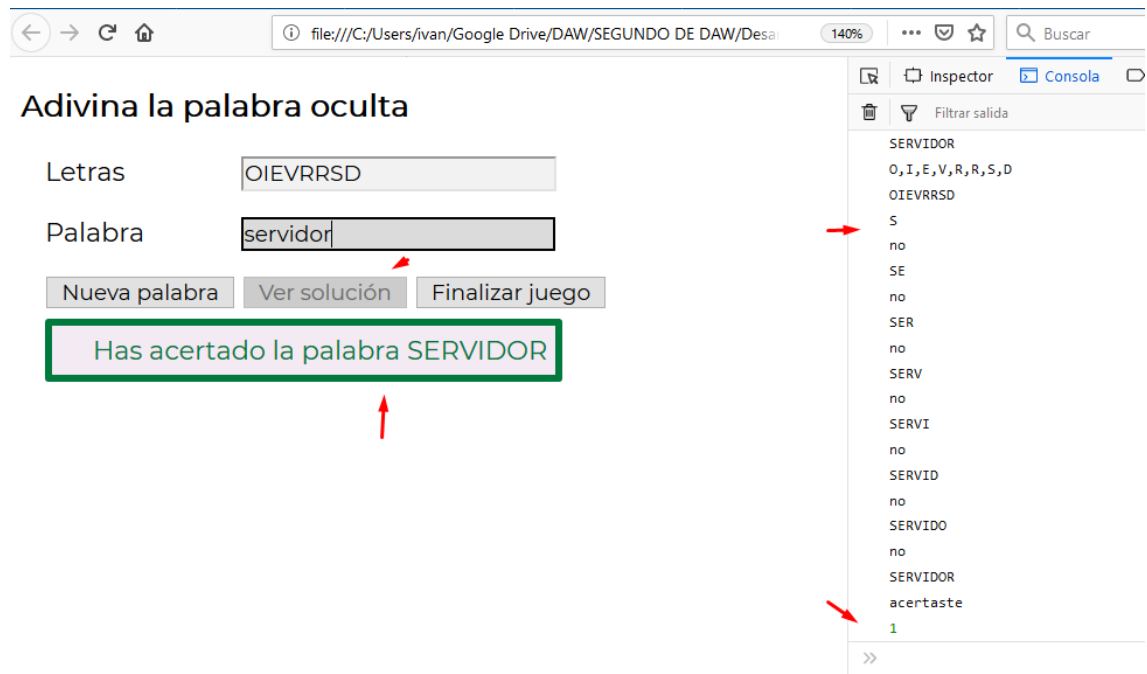 file:///C:/Users/ivan/Google Drive/DAW/SEGUNDO DE DAW/Desa
140%
Buscar
Inspector
Consola
Filtrar salida
Adivina la palabra oculta
Letras
OIEVRRSD
Palabra
servidor
Nueva palabra
Ver solución
Finalizar juego
Has acertado la palabra SERVIDOR
SERVIDOR
O,I,E,V,R,R,S,D
OIEVRRSD
S
no
SE
no
SER
no
SERV
no
SERVI
no
SERVID
no
SERVIDO
no
SERVIDOR
acertaste
1